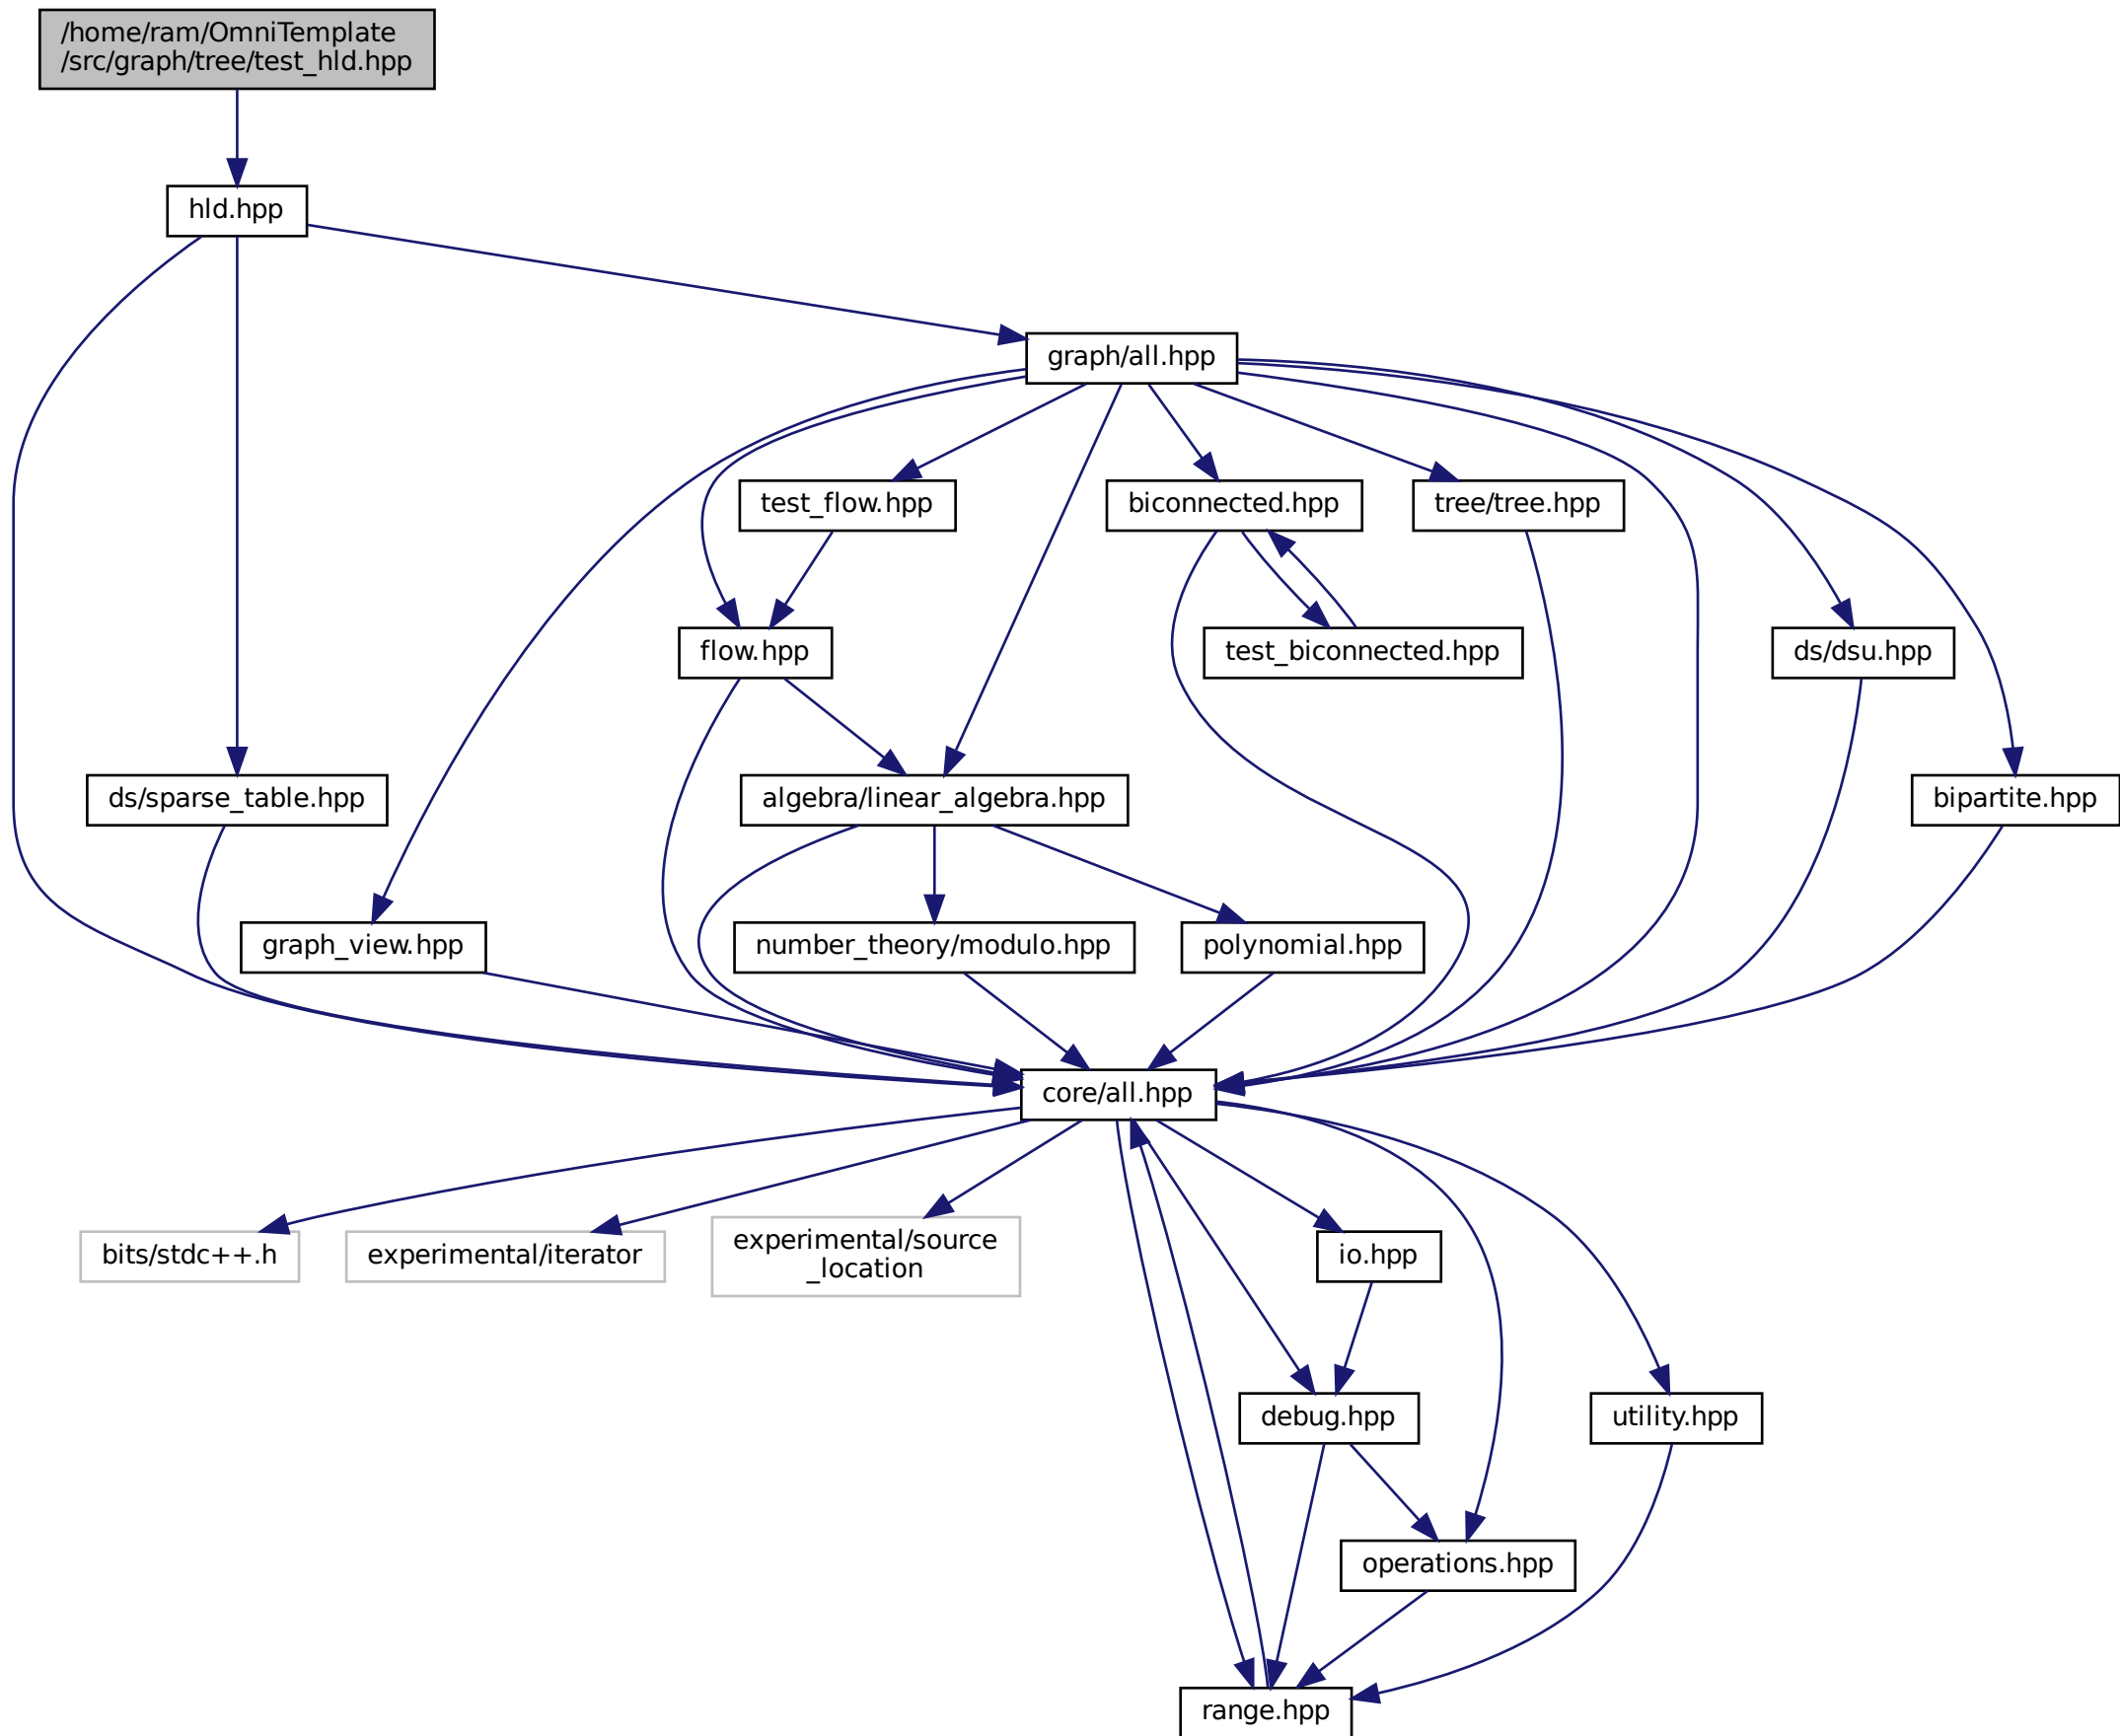 /home/ram/OmniTemplate
/src/graph/tree/test_hld.hpp
hld.hpp
graph/all.hpp
test_flow.hpp
biconnected.hpp
tree/tree.hpp
flow.hpp
test_biconnected.hpp
ds/dsu.hpp
ds/sparse_table.hpp
algebra/linear_algebra.hpp
bipartite.hpp
graph_view.hpp
number_theory/modulo.hpp
polynomial.hpp
core/all.hpp
bits/stdc++.h
experimental/iterator
experimental/source
_location
io.hpp
debug.hpp
utility.hpp
operations.hpp
range.hpp